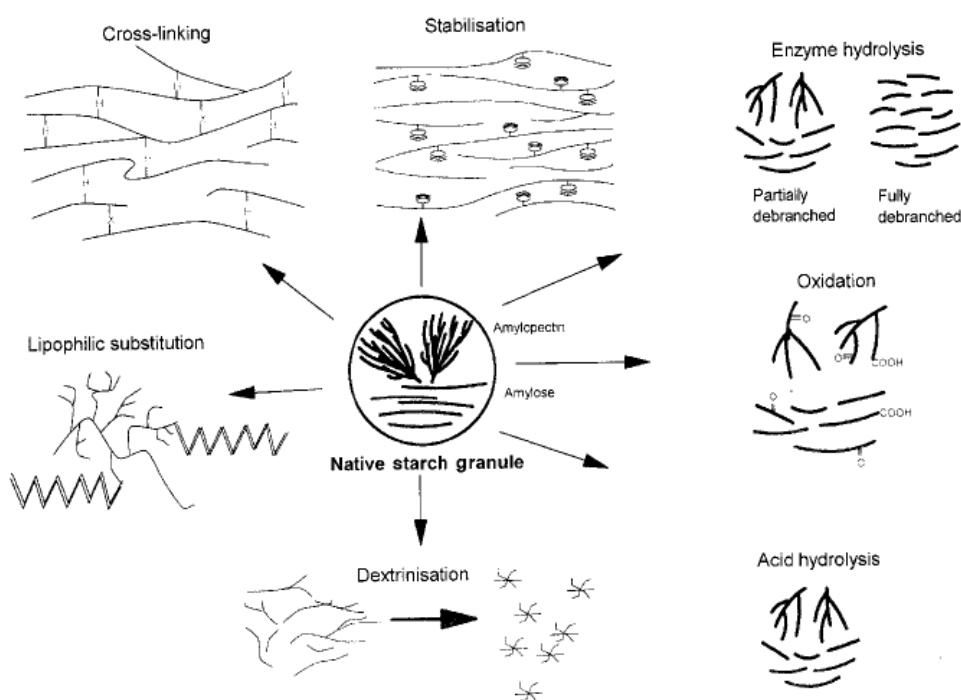 Cross-linking
Stabilisation
Enzyme hydrolysis
Partially
debranched
Fully
debranched
Oxidation
O
O
COOH
O
COOH
O
Lipophilic substitution
Amylopectin
Amylose
Native starch granule
Dextrinisation
Acid hydrolysis